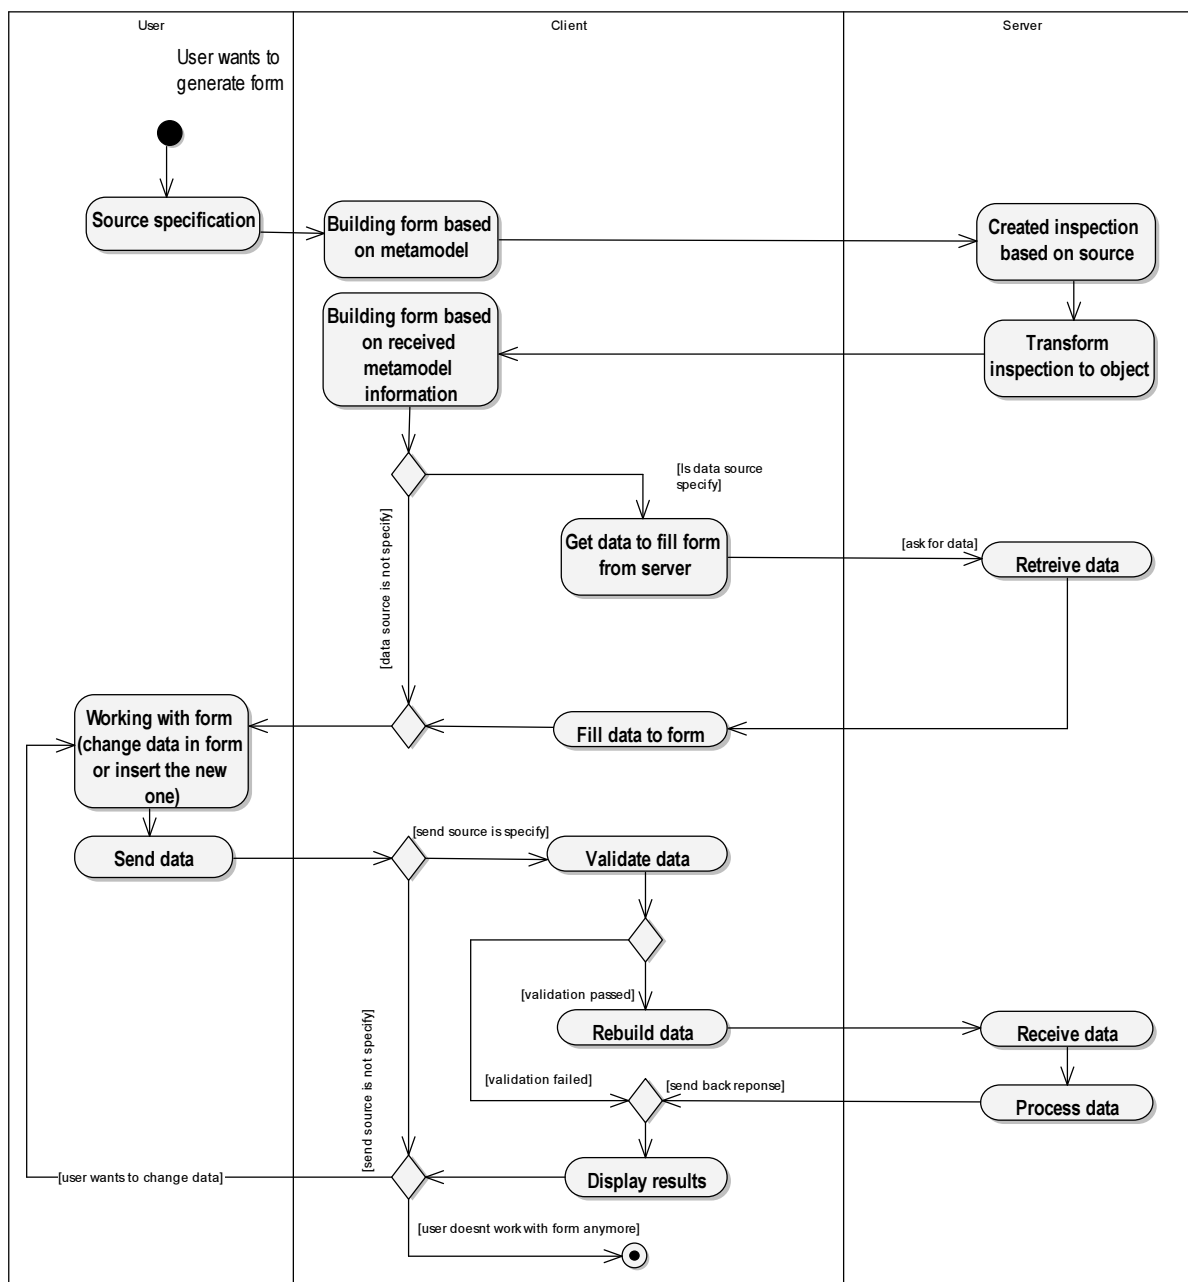 User
Client
Server
User wants to
generate form
Source specification
Building form based
on metamodel
Created inspection
based on source
Building form based
on received
metamodel
information
Transform
inspection to object
[Is data source
specify]
Get data to fill form
from server
[ask for data]
Retreive data
[data source is not specify]
Working with form
(change data in form
or insert the new
one)
Fill data to form
Send data
[send source is specify]
Validate data
[validation passed]
Rebuild data
Receive data
[send source is not specify]
[validation failed]
[send back reponse]
Process data
[user wants to change data]
Display results
[user doesnt work with form anymore]